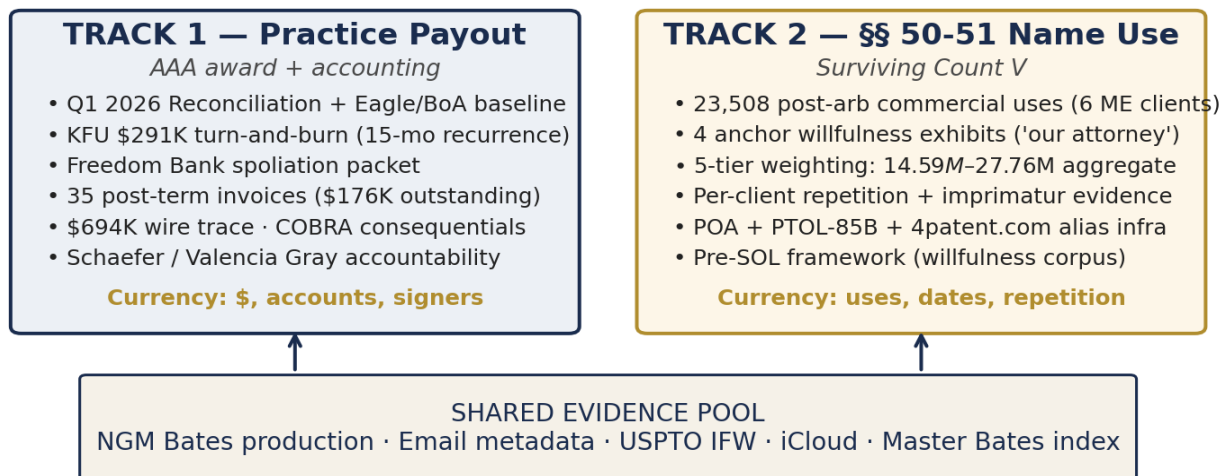 TRACK 1 — Practice Payout
AAA award + accounting
• Q1 2026 Reconciliation + Eagle/BoA baseline
• KFU $291K turn-and-burn (15-mo recurrence)
• Freedom Bank spoliation packet
• 35 post-term invoices ($176K outstanding)
• $694K wire trace · COBRA consequentials
• Schaefer / Valencia Gray accountability
Currency: $, accounts, signers
TRACK 2 — §§ 50-51 Name Use
Surviving Count V
• 23,508 post-arb commercial uses (6 ME clients)
• 4 anchor willfulness exhibits ('our attorney')
• 5-tier weighting: 14.59M–27.76M aggregate
• Per-client repetition + imprimatur evidence
• POA + PTOL-85B + 4patent.com alias infra
• Pre-SOL framework (willfulness corpus)
Currency: uses, dates, repetition
SHARED EVIDENCE POOL
NGM Bates production · Email metadata · USPTO IFW · iCloud · Master Bates index